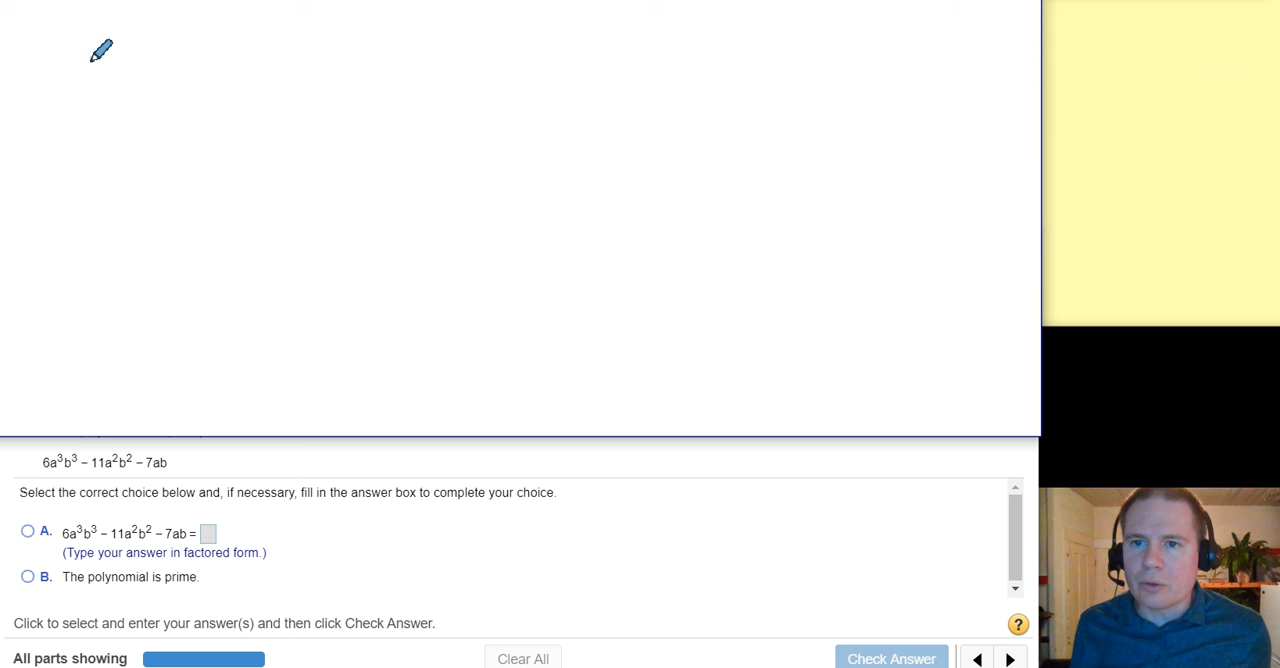 6a³b³ – 11a²b² – 7ab
Select the correct choice below and, if necessary, fill in the answer box to complete your choice.
A. 6a³b³ – 11a²b² – 7ab =
(Type your answer in factored form.)
B. The polynomial is prime.
Click to select and enter your answer(s) and then click Check Answer.
?
All parts showing
Clear All
Check Answer